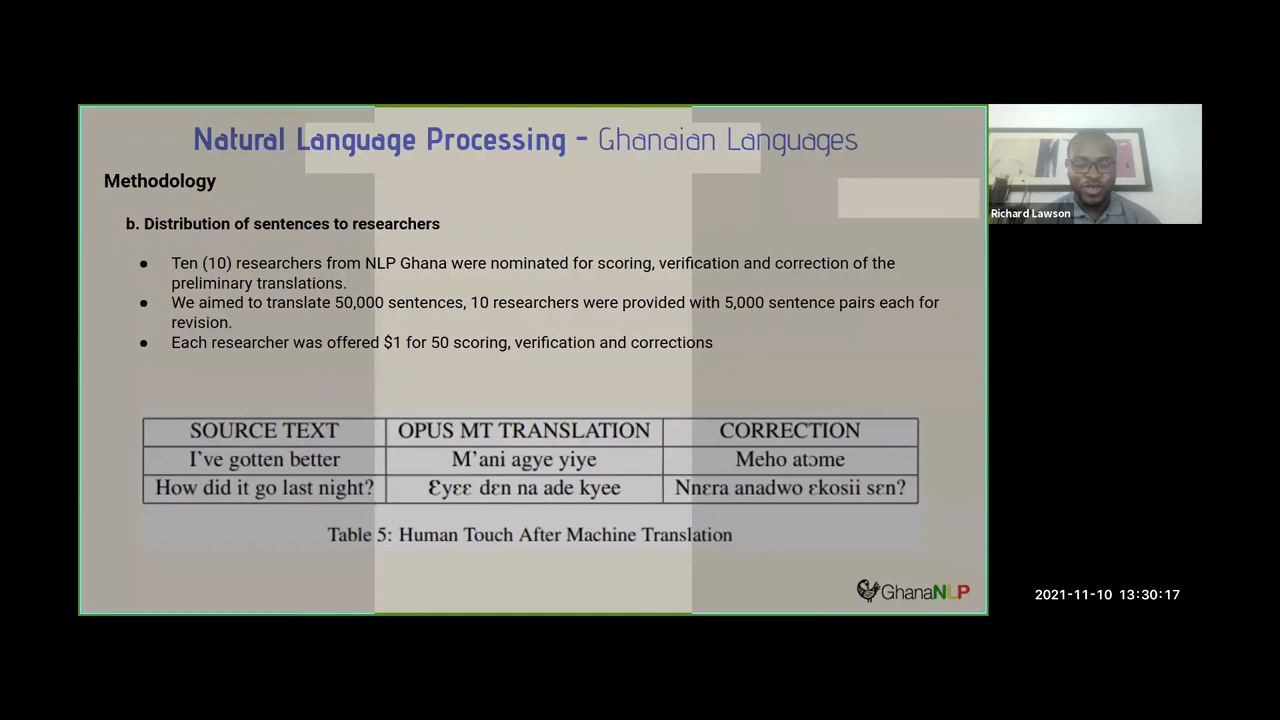 Natural Language Processing - Ghanaian Languages
Methodology
b. Distribution of sentences to researchers
● Ten (10) researchers from NLP Ghana were nominated for scoring, verification and correction of the
preliminary translations.
● We aimed to translate 50,000 sentences, 10 researchers were provided with 5,000 sentence pairs each for
revision.
● Each researcher was offered $1 for 50 scoring, verification and corrections
SOURCE TEXT OPUS MT TRANSLATION CORRECTION
I've gotten better M'ani agye yiye Meho atɔme
How did it go last night? Ɛyɛɛ dɛn na ade kyee Nnɛra anadwo ɛkosii sɛn?
Table 5: Human Touch After Machine Translation
GhanaNLP
Richard Lawson
2021-11-10 13:30:17